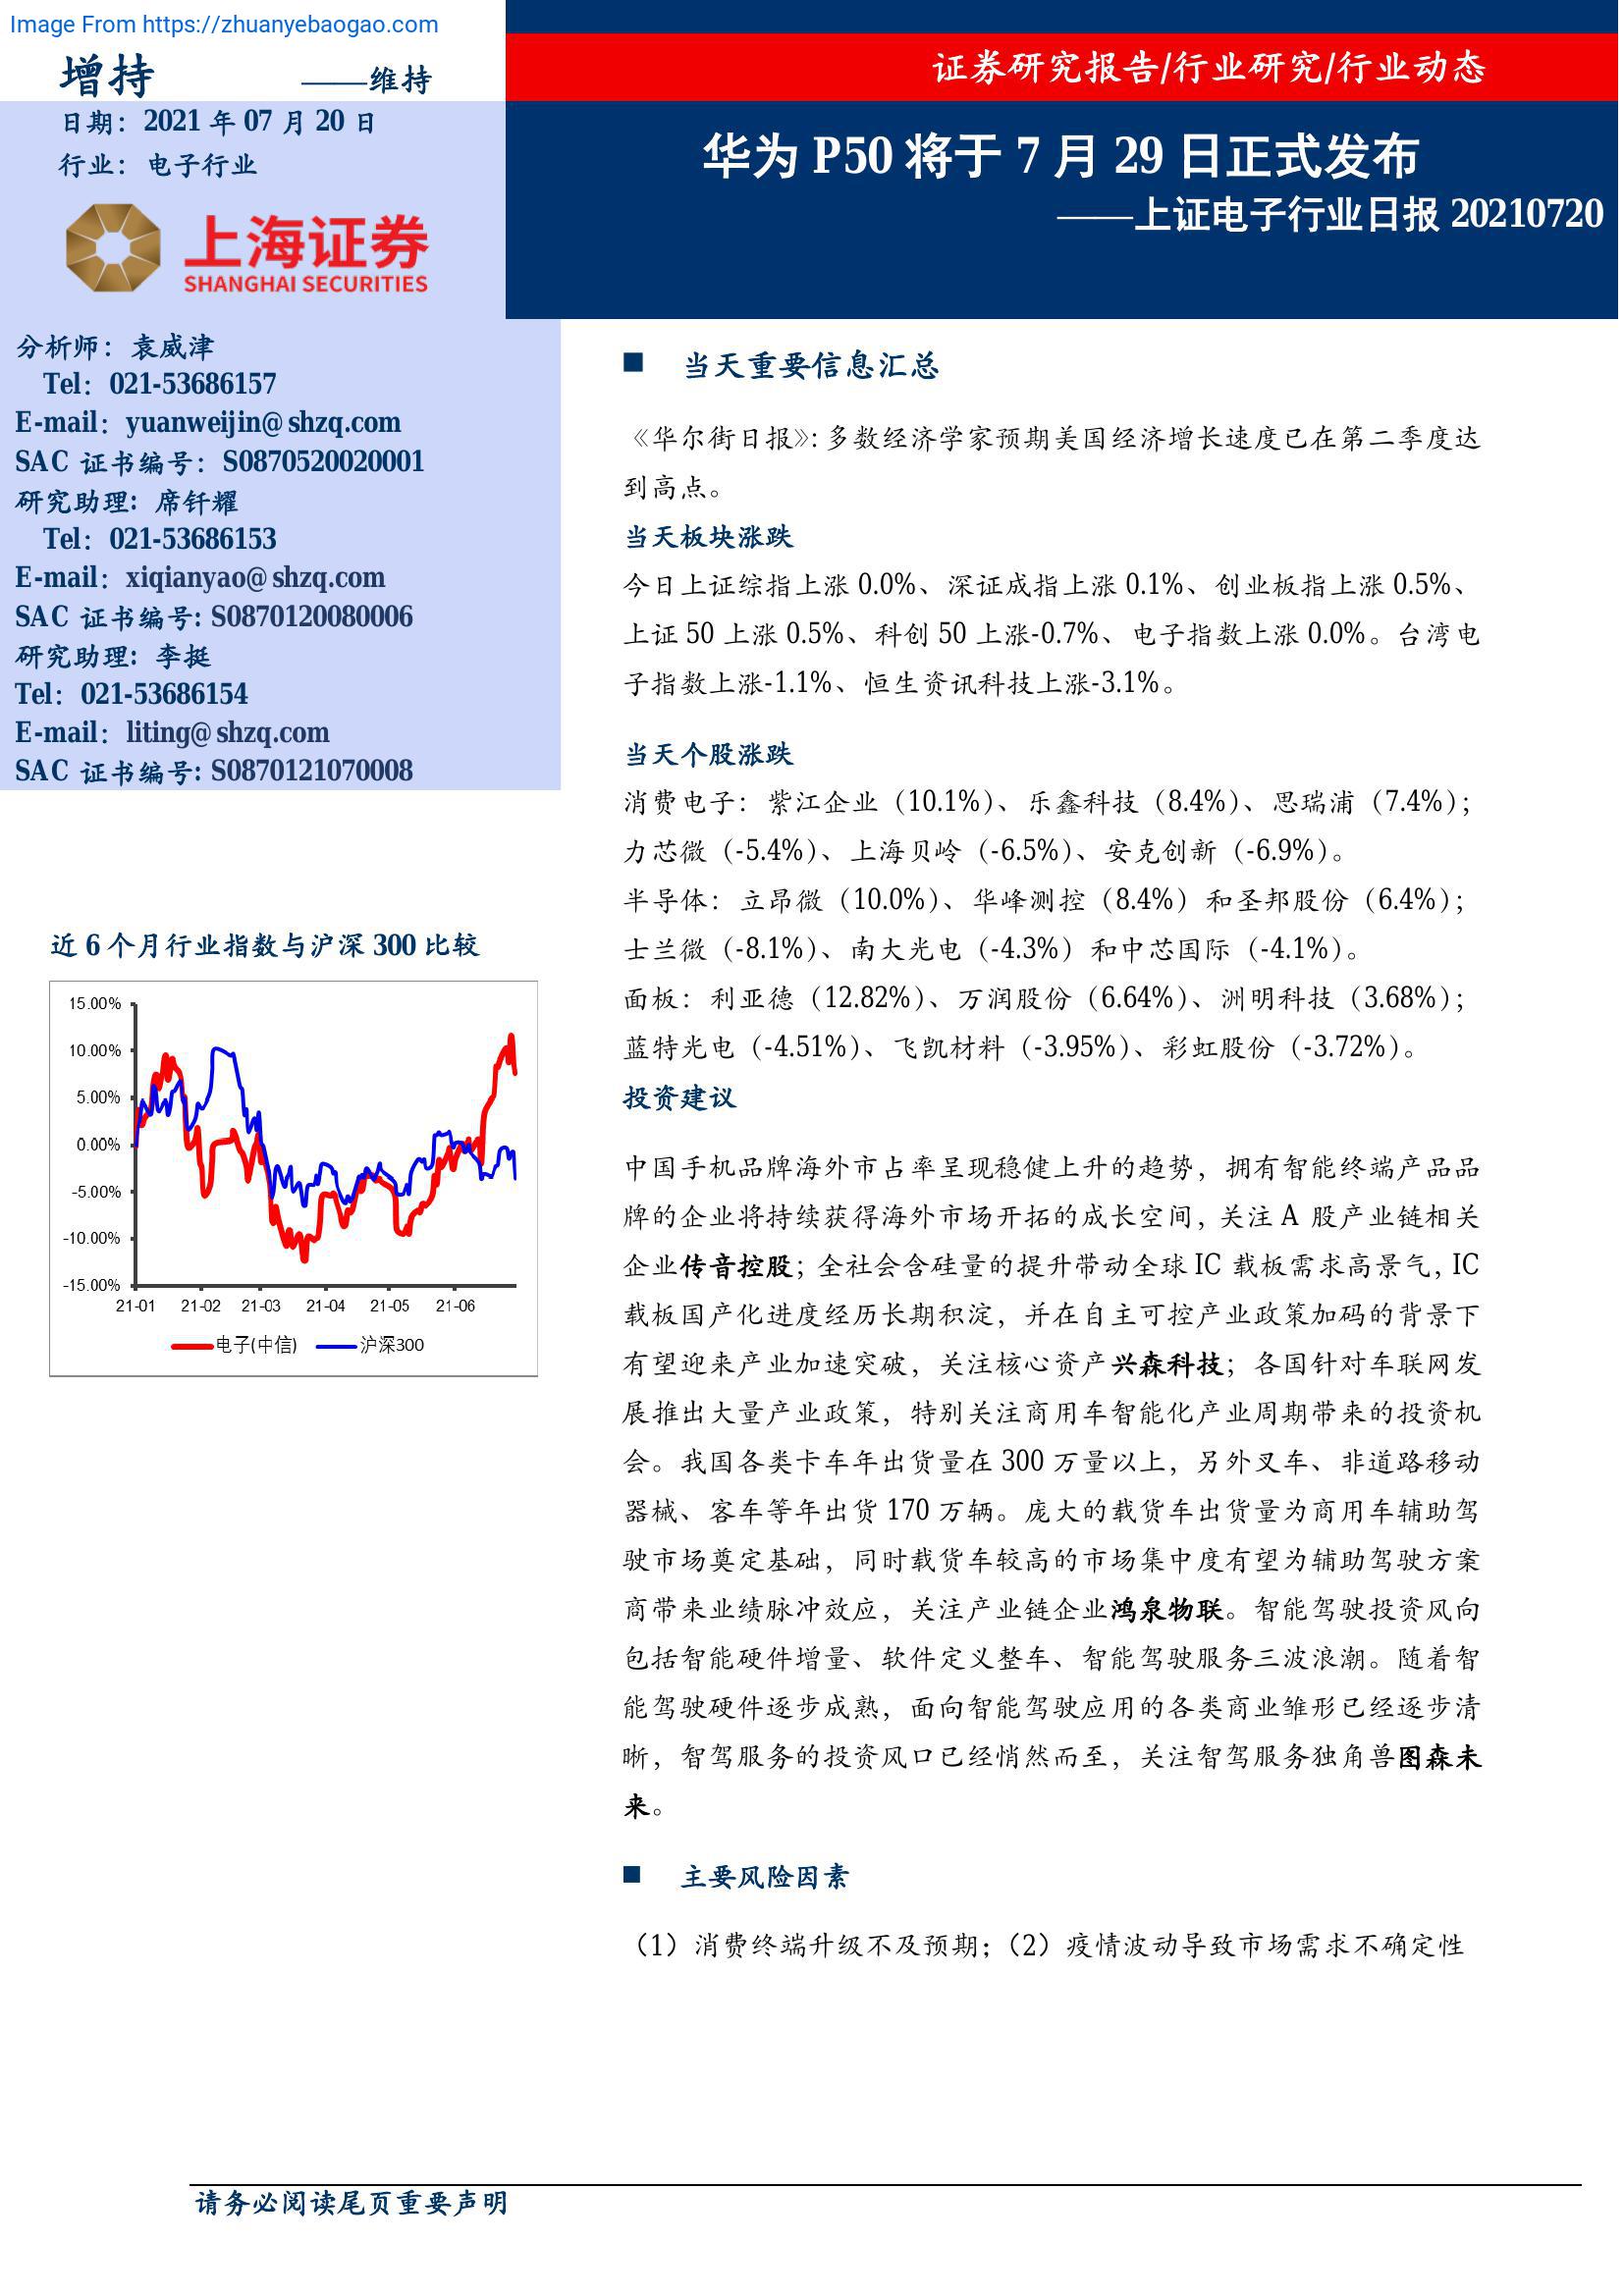 Image From https://zhuanyebaogao.com
增持 ——维持
日期：2021 年 07 月 20 日
行业：电子行业
上海证券
SHANGHAI SECURITIES
证券研究报告/行业研究/行业动态
华为 P50 将于 7 月 29 日正式发布
——上证电子行业日报 20210720
分析师：袁威津
Tel：021-53686157
E-mail：yuanweijin@shzq.com
SAC 证书编号：S0870520020001
研究助理：席钎耀
Tel：021-53686153
E-mail：xiqianyao@shzq.com
SAC 证书编号: S0870120080006
研究助理：李挺
Tel：021-53686154
E-mail：liting@shzq.com
SAC 证书编号: S0870121070008
近 6 个月行业指数与沪深 300 比较
15.00%
10.00%
5.00%
0.00%
-5.00%
-10.00%
-15.00%
21-01 21-02 21-03 21-04 21-05 21-06
电子(中信) 沪深300
■ 当天重要信息汇总
《华尔街日报》：多数经济学家预期美国经济增长速度已在第二季度达
到高点。
当天板块涨跌
今日上证综指上涨 0.0%、深证成指上涨 0.1%、创业板指上涨 0.5%、
上证 50 上涨 0.5%、科创 50 上涨-0.7%、电子指数上涨 0.0%。台湾电
子指数上涨-1.1%、恒生资讯科技上涨-3.1%。
当天个股涨跌
消费电子：紫江企业（10.1%）、乐鑫科技（8.4%）、思瑞浦（7.4%）；
力芯微（-5.4%）、上海贝岭（-6.5%）、安克创新（-6.9%）。
半导体：立昂微（10.0%）、华峰测控（8.4%）和圣邦股份（6.4%）；
士兰微（-8.1%）、南大光电（-4.3%）和中芯国际（-4.1%）。
面板：利亚德（12.82%）、万润股份（6.64%）、洲明科技（3.68%）；
蓝特光电（-4.51%）、飞凯材料（-3.95%）、彩虹股份（-3.72%）。
投资建议
中国手机品牌海外市占率呈现稳健上升的趋势，拥有智能终端产品品
牌的企业将持续获得海外市场开拓的成长空间，关注 A 股产业链相关
企业传音控股；全社会含硅量的提升带动全球 IC 载板需求高景气，IC
载板国产化进度经历长期积淀，并在自主可控产业政策加码的背景下
有望迎来产业加速突破，关注核心资产兴森科技；各国针对车联网发
展推出大量产业政策，特别关注商用车智能化产业周期带来的投资机
会。我国各类卡车年出货量在 300 万量以上，另外叉车、非道路移动
器械、客车等年出货 170 万辆。庞大的载货车出货量为商用车辅助驾
驶市场奠定基础，同时载货车较高的市场集中度有望为辅助驾驶方案
商带来业绩脉冲效应，关注产业链企业鸿泉物联。智能驾驶投资风向
包括智能硬件增量、软件定义整车、智能驾驶服务三波浪潮。随着智
能驾驶硬件逐步成熟，面向智能驾驶应用的各类商业雏形已经逐步清
晰，智驾服务的投资风口已经悄然而至，关注智驾服务独角兽图森未
来。
■ 主要风险因素
（1）消费终端升级不及预期；（2）疫情波动导致市场需求不确定性
请务必阅读尾页重要声明